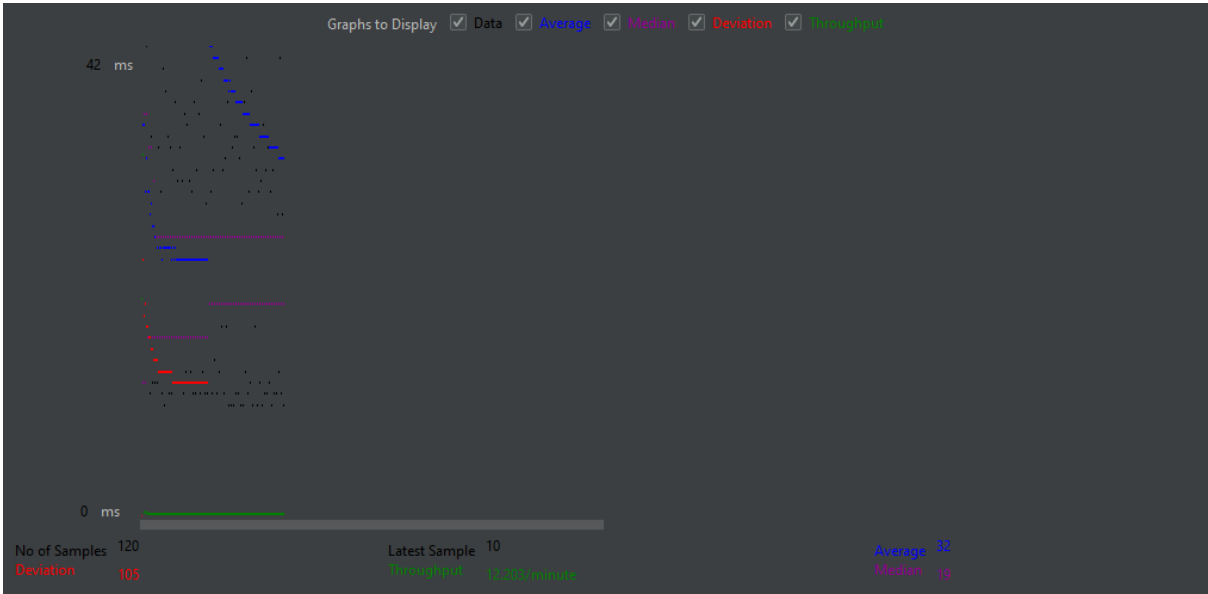 Graphs to Display Data Average Median Deviation Throughput
42 ms
0 ms
No of Samples 120 Latest Sample 10 Average 32
Deviation 105 Throughput 12.203/minute Median